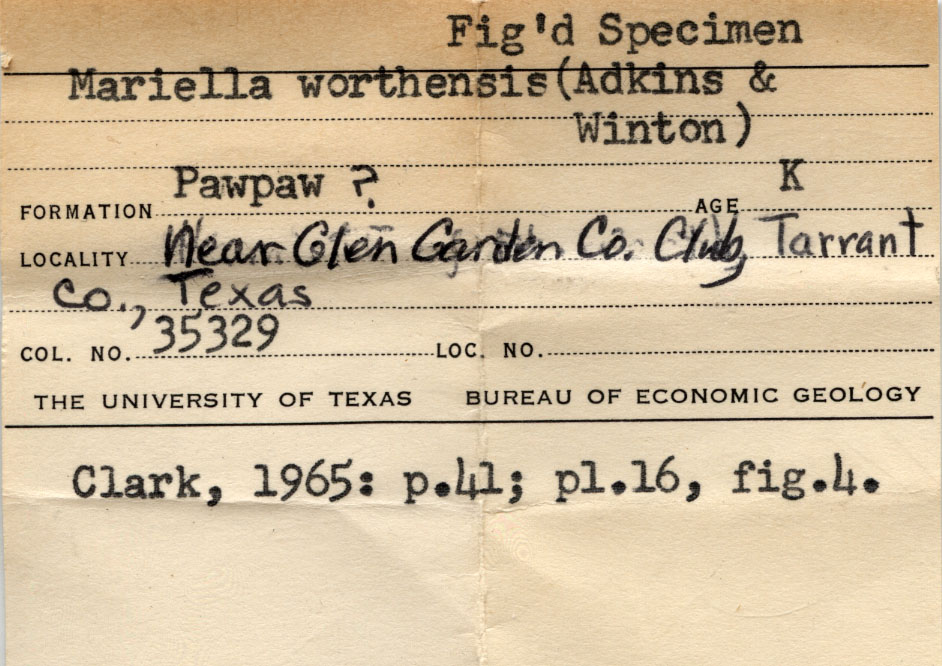 Fig'd Specimen
Mariella worthensis(Adkins &
Winton)
FORMATION Pawpaw ? AGE K
LOCALITY Near Glen Garden Co. Club, Tarrant
Co., Texas
COL. NO. 35329 LOC. NO.
THE UNIVERSITY OF TEXAS BUREAU OF ECONOMIC GEOLOGY
Clark, 1965: p.41; pl.16, fig.4.